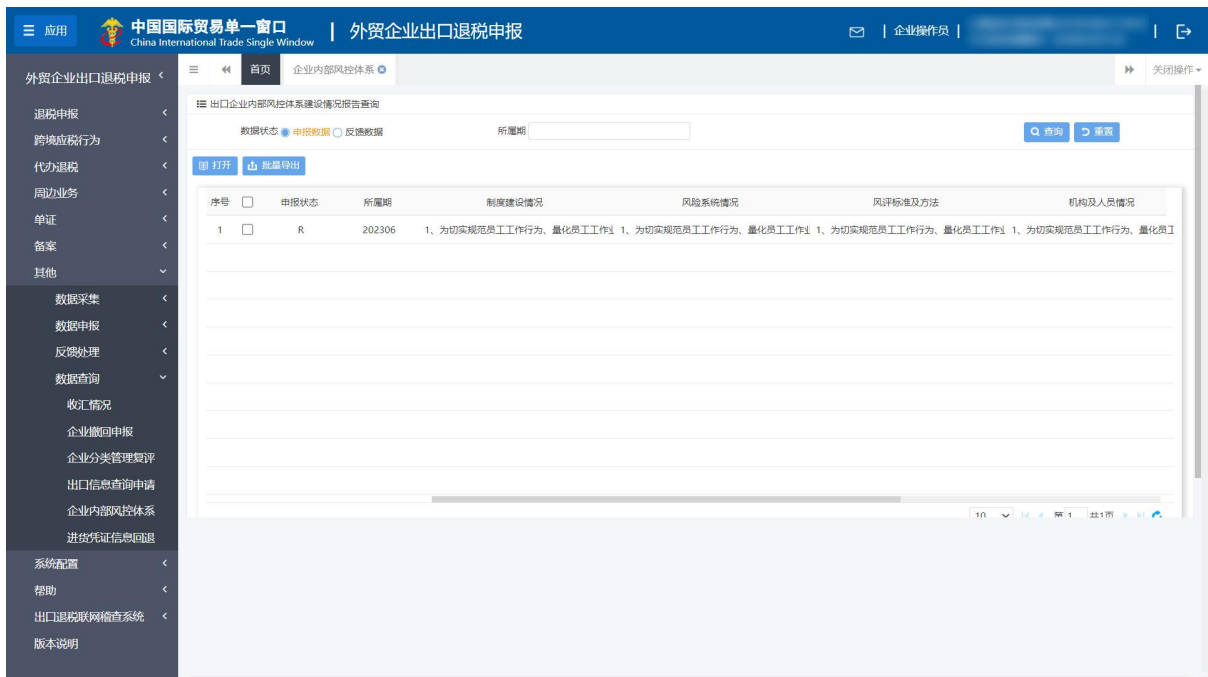 应用
中国国际贸易单一窗口
China International Trade Single Window
| 外贸企业出口退税申报
| 企业操作员 |
|
外贸企业出口退税申报
首页
企业内部风控体系
关闭操作
退税申报
跨境应税行为
代办退税
周边业务
单证
备案
其他
数据采集
数据申报
反馈处理
数据查询
收汇情况
企业撤回申报
企业分类管理复评
出口信息查询申请
企业内部风控体系
进货凭证信息回退
系统配置
帮助
出口退税联网稽查系统
版本说明
出口企业内部风控体系建设情况报告查询
数据状态 申报数据 反馈数据 所属期 查询 重置
打开 批量导出
序号 申报状态 所属期 制度建设情况 风险系统情况 风评标准及方法 机构及人员情况
1 R 202306 1、为切实规范员工工作行为、量化员工工作业 1、为切实规范员工工作行为、量化员工工作业 1、为切实规范员工工作行为、量化员工工作业 1、为切实规范员工工作行为、量化员工
10 第 1 共1页